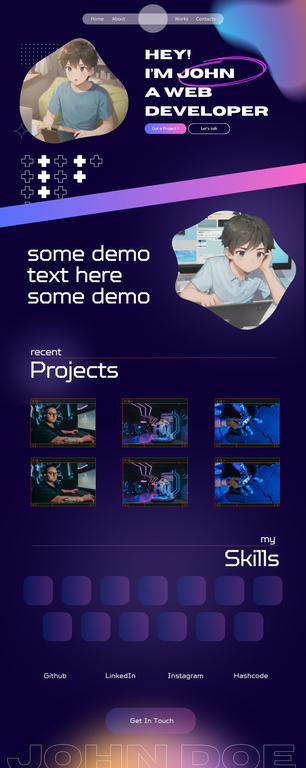 Home About Works Contacts
HEY!
I'M JOHN
A WEB
DEVELOPER
Got a Project ? Let's talk
some demo
text here
some demo
recent
Projects
my
Skills
Github LinkedIn Instagram Hashcode
Get In Touch
JOHN DOE